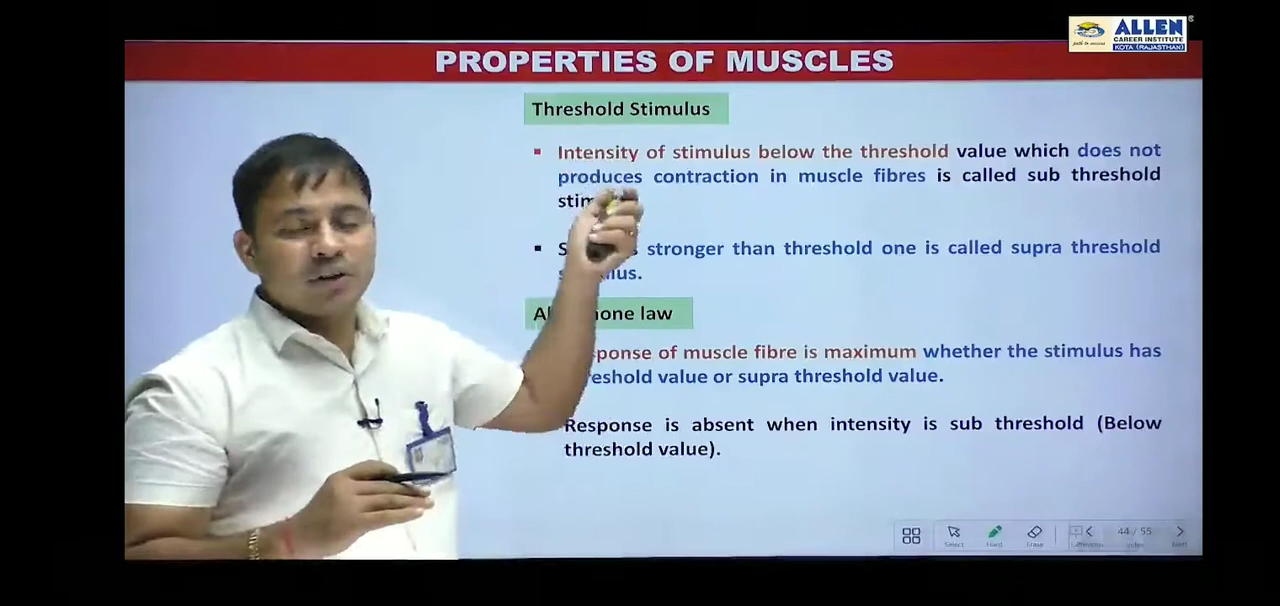 ALLEN
CAREER INSTITUTE
KOTA (RAJASTHAN)
PROPERTIES OF MUSCLES
Threshold Stimulus
▪ Intensity of stimulus below the threshold value which does not
produces contraction in muscle fibres is called sub threshold
▪ stronger than threshold one is called supra threshold
law
of muscle fibre is maximum whether the stimulus has
value or supra threshold value.
Response is absent when intensity is sub threshold (Below
threshold value).
44 / 55
Select